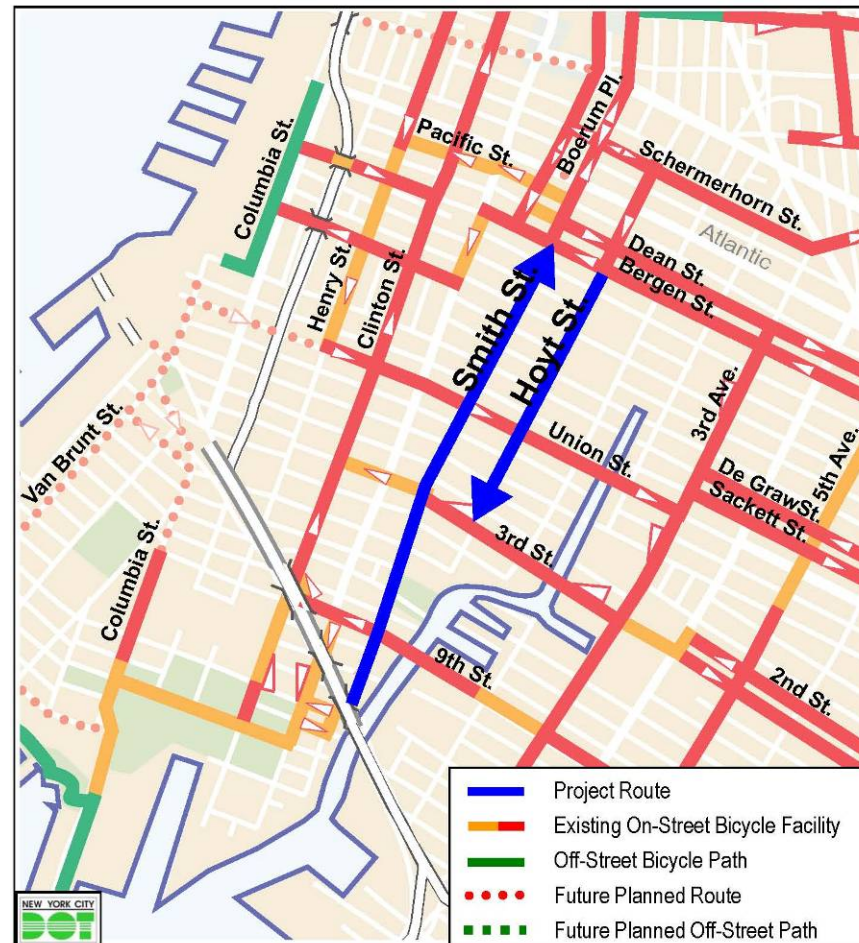 Columbia St.
Pacific St.
Boerum Pl.
Schermerhorn St.
Atlantic
Henry St.
Clinton St.
Dean St.
Bergen St.
Smith St.
Hoyt St.
Van Brunt St.
Union St.
3rd Ave.
5th Ave.
De GrawSt.
Sackett St.
3rd St.
Columbia St.
9th St.
2nd St.
Project Route
Existing On-Street Bicycle Facility
Off-Street Bicycle Path
Future Planned Route
Future Planned Off-Street Path
NEW YORK CITY
DOT